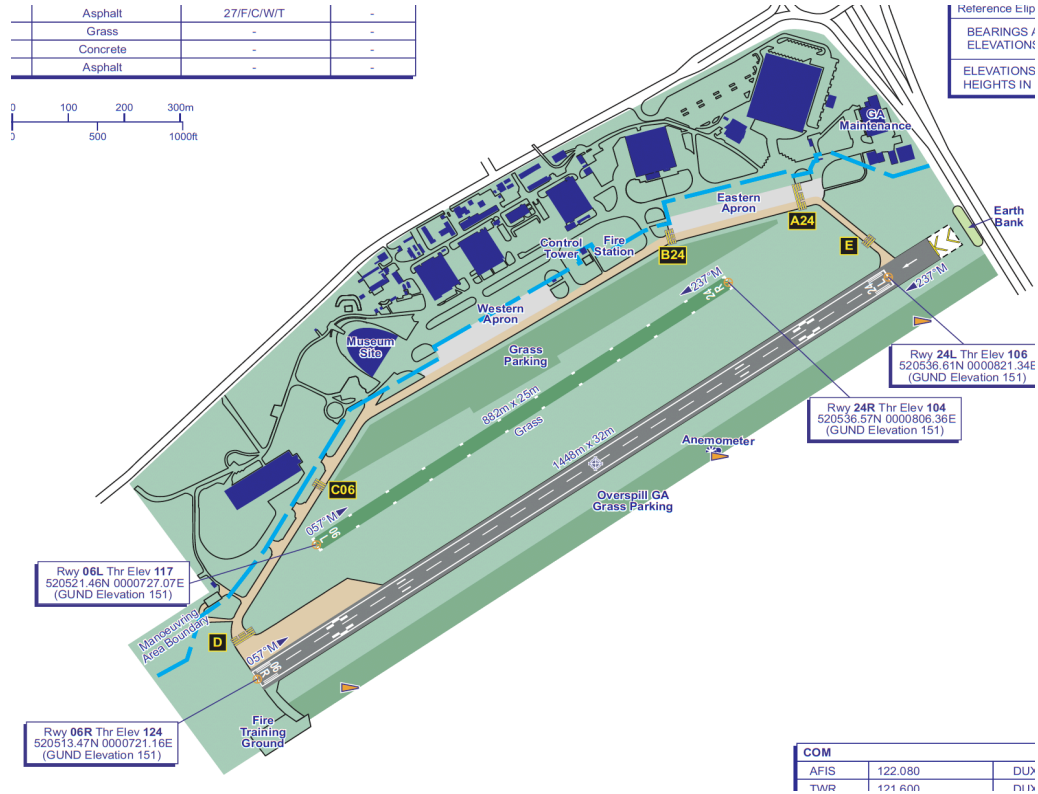 Asphalt 27/F/C/W/T -
Grass - -
Concrete - -
Asphalt - -
Reference Elip
BEARINGS A
ELEVATIONS
ELEVATIONS
HEIGHTS IN
0 100 200 300m
0 500 1000ft
GA
Maintenance
Eastern
Apron
A24
Earth
Bank
E
B24
Control
Tower
Fire
Station
237°M
24
R
237°M
24
L
Western
Apron
Museum
Site
Grass
Parking
Rwy 24L Thr Elev 106
520536.61N 0000821.34E
(GUND Elevation 151)
882m x 25m
Grass
Rwy 24R Thr Elev 104
520536.57N 0000806.36E
(GUND Elevation 151)
Anemometer
1448m x 32m
Overspill GA
Grass Parking
C06
057°M
06
L
Rwy 06L Thr Elev 117
520521.46N 0000727.07E
(GUND Elevation 151)
Manoeuvring
Area Boundary
D
057°M
06
R
Rwy 06R Thr Elev 124
520513.47N 0000721.16E
(GUND Elevation 151)
Fire
Training
Ground
COM
AFIS 122.080 DUX
TWR 121.600 DUX